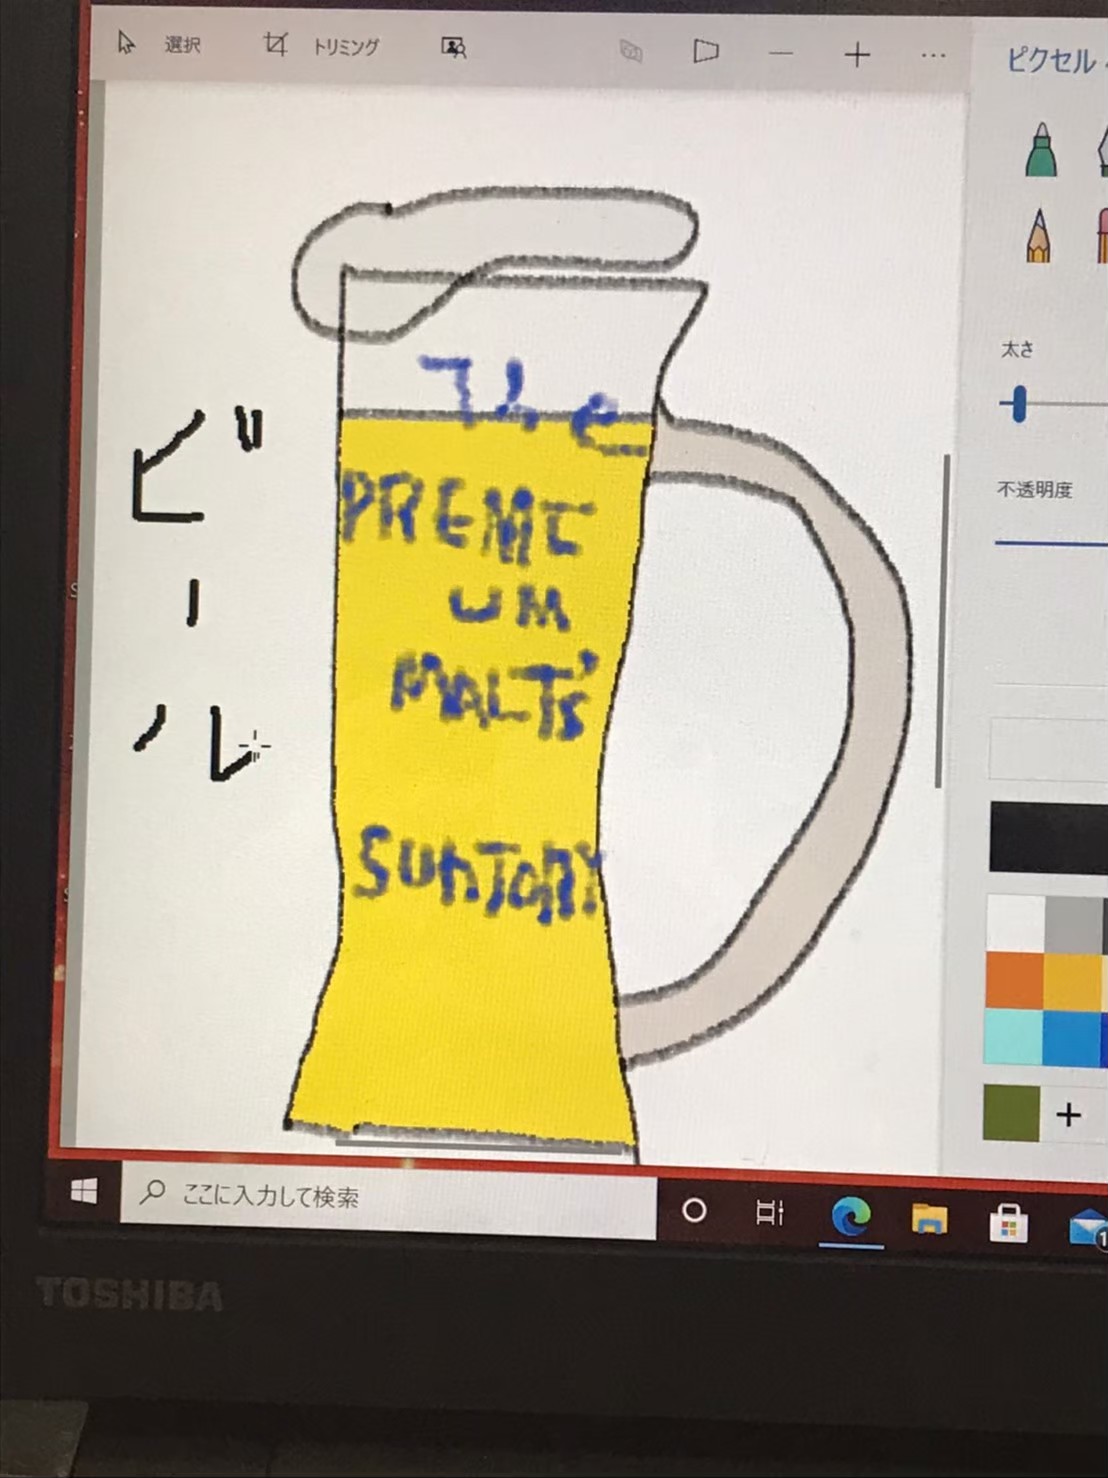 選択 トリミング
ピクセル
太さ
不透明度
ビール
The
PREMI
UM
MALT'S
SUNTORY
ここに入力して検索
1
TOSHIBA